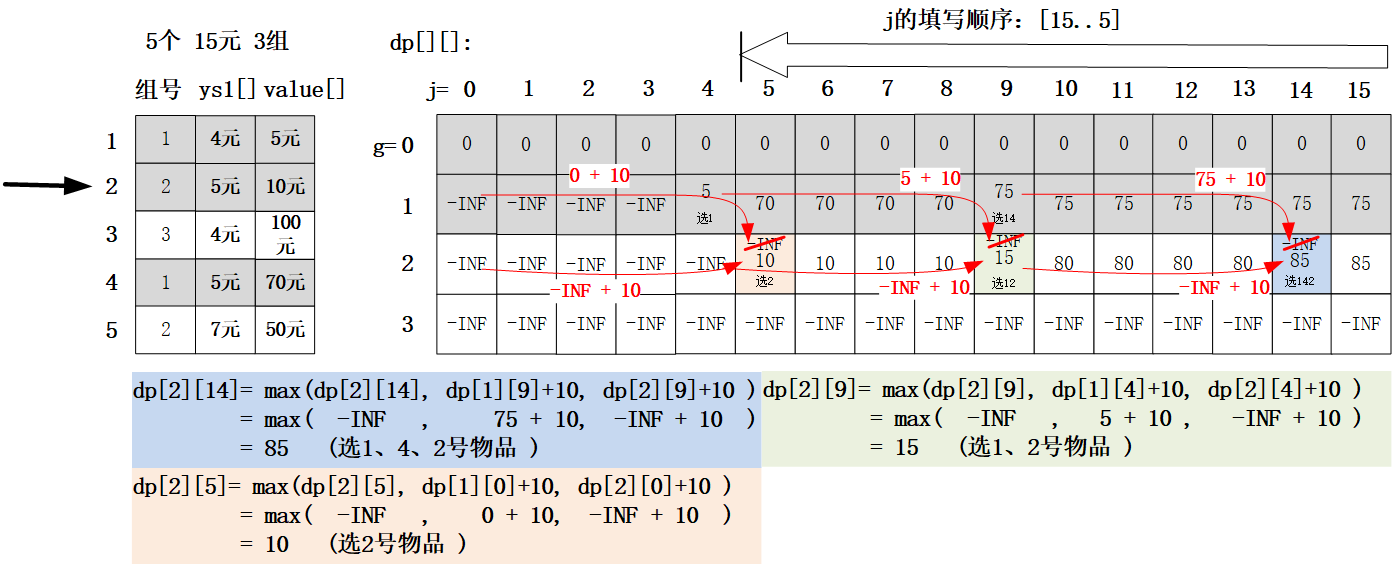 j的填写顺序: [15..5]
5个 15元 3组
dp[][]:
组号 ys1[] value[]
j= 0 1 2 3 4 5 6 7 8 9 10 11 12 13 14 15
1 1 4元 5元
g= 0 0 0 0 0 0 0 0 0 0 0 0 0 0 0 0 0
2 2 5元 10元
0 + 10 5 + 10 75 + 10
1 -INF -INF -INF -INF 5 70 70 70 70 75 75 75 75 75 75 75
选1 选14
3 3 4元 100元
-INF -INF -INF
2 -INF -INF -INF -INF -INF 10 10 10 10 15 80 80 80 80 85 85
选2 选12 选142
4 1 5元 70元
-INF + 10 -INF + 10 -INF + 10
5 2 7元 50元
3 -INF -INF -INF -INF -INF -INF -INF -INF -INF -INF -INF -INF -INF -INF -INF -INF
dp[2][14]= max(dp[2][14], dp[1][9]+10, dp[2][9]+10 )
= max( -INF , 75 + 10, -INF + 10 )
= 85 (选1、4、2号物品 )
dp[2][9]= max(dp[2][9], dp[1][4]+10, dp[2][4]+10 )
= max( -INF , 5 + 10 , -INF + 10 )
= 15 (选1、2号物品 )
dp[2][5]= max(dp[2][5], dp[1][0]+10, dp[2][0]+10 )
= max( -INF , 0 + 10, -INF + 10 )
= 10 (选2号物品 )